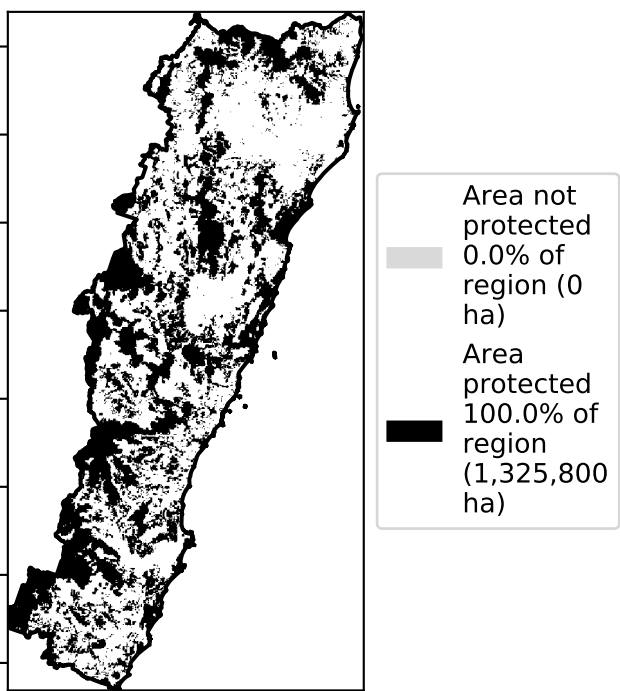 Area not
protected
0.0% of
region (0
ha)
Area
protected
100.0% of
region
(1,325,800
ha)